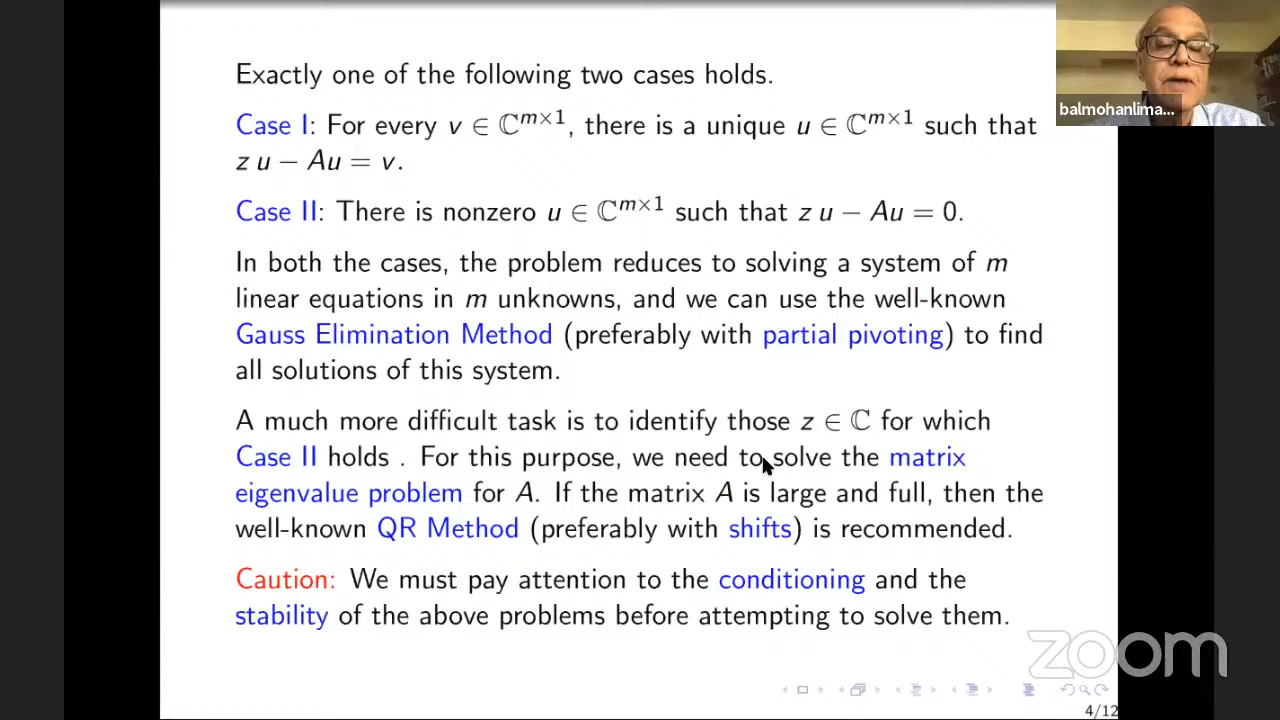 Exactly one of the following two cases holds.
Case I: For every v ∈ ℂ^{m×1}, there is a unique u ∈ ℂ^{m×1} such that
z u − Au = v.
Case II: There is nonzero u ∈ ℂ^{m×1} such that z u − Au = 0.
In both the cases, the problem reduces to solving a system of m
linear equations in m unknowns, and we can use the well-known
Gauss Elimination Method (preferably with partial pivoting) to find
all solutions of this system.
A much more difficult task is to identify those z ∈ ℂ for which
Case II holds . For this purpose, we need to solve the matrix
eigenvalue problem for A. If the matrix A is large and full, then the
well-known QR Method (preferably with shifts) is recommended.
Caution: We must pay attention to the conditioning and the
stability of the above problems before attempting to solve them.
balmohanlima...
zoom
4/12